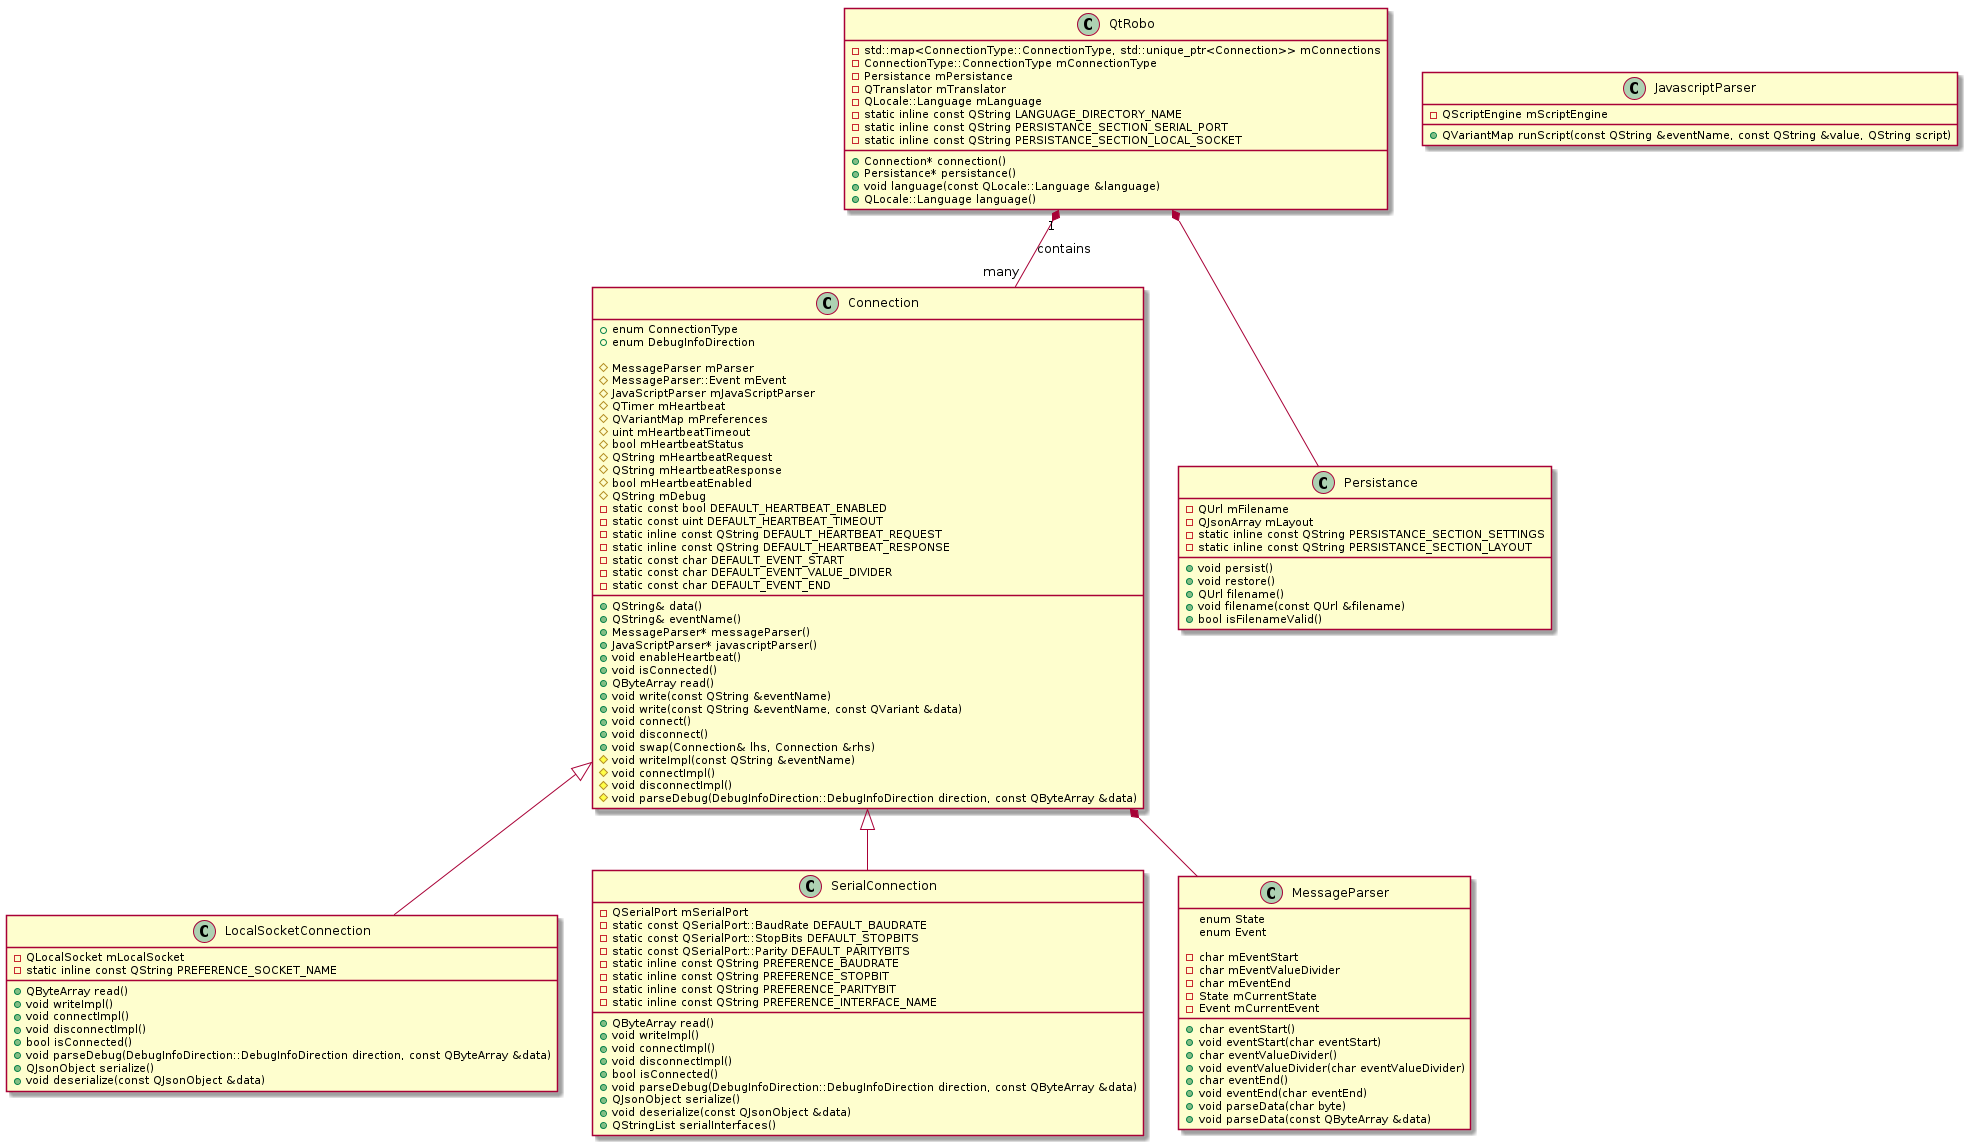 C QtRobo
std::map<ConnectionType::ConnectionType, std::unique_ptr<Connection>> mConnections
ConnectionType::ConnectionType mConnectionType
Persistance mPersistance
QTranslator mTranslator
QLocale::Language mLanguage
static inline const QString LANGUAGE_DIRECTORY_NAME
static inline const QString PERSISTANCE_SECTION_SERIAL_PORT
static inline const QString PERSISTANCE_SECTION_LOCAL_SOCKET
Connection* connection()
Persistance* persistance()
void language(const QLocale::Language &language)
QLocale::Language language()
C JavascriptParser
QScriptEngine mScriptEngine
QVariantMap runScript(const QString &eventName, const QString &value, QString script)
1
contains
many
C Connection
enum ConnectionType
enum DebugInfoDirection
MessageParser mParser
MessageParser::Event mEvent
JavaScriptParser mJavaScriptParser
QTimer mHeartbeat
QVariantMap mPreferences
uint mHeartbeatTimeout
bool mHeartbeatStatus
QString mHeartbeatRequest
QString mHeartbeatResponse
bool mHeartbeatEnabled
QString mDebug
static const bool DEFAULT_HEARTBEAT_ENABLED
static const uint DEFAULT_HEARTBEAT_TIMEOUT
static inline const QString DEFAULT_HEARTBEAT_REQUEST
static inline const QString DEFAULT_HEARTBEAT_RESPONSE
static const char DEFAULT_EVENT_START
static const char DEFAULT_EVENT_VALUE_DIVIDER
static const char DEFAULT_EVENT_END
QString& data()
QString& eventName()
MessageParser* messageParser()
JavaScriptParser* javascriptParser()
void enableHeartbeat()
void isConnected()
QByteArray read()
void write(const QString &eventName)
void write(const QString &eventName, const QVariant &data)
void connect()
void disconnect()
void swap(Connection& lhs, Connection &rhs)
void writeImpl(const QString &eventName)
void connectImpl()
void disconnectImpl()
void parseDebug(DebugInfoDirection::DebugInfoDirection direction, const QByteArray &data)
C Persistance
QUrl mFilename
QJsonArray mLayout
static inline const QString PERSISTANCE_SECTION_SETTINGS
static inline const QString PERSISTANCE_SECTION_LAYOUT
void persist()
void restore()
QUrl filename()
void filename(const QUrl &filename)
bool isFilenameValid()
C LocalSocketConnection
QLocalSocket mLocalSocket
static inline const QString PREFERENCE_SOCKET_NAME
QByteArray read()
void writeImpl()
void connectImpl()
void disconnectImpl()
bool isConnected()
void parseDebug(DebugInfoDirection::DebugInfoDirection direction, const QByteArray &data)
QJsonObject serialize()
void deserialize(const QJsonObject &data)
C SerialConnection
QSerialPort mSerialPort
static const QSerialPort::BaudRate DEFAULT_BAUDRATE
static const QSerialPort::StopBits DEFAULT_STOPBITS
static const QSerialPort::Parity DEFAULT_PARITYBITS
static inline const QString PREFERENCE_BAUDRATE
static inline const QString PREFERENCE_STOPBIT
static inline const QString PREFERENCE_PARITYBIT
static inline const QString PREFERENCE_INTERFACE_NAME
QByteArray read()
void writeImpl()
void connectImpl()
void disconnectImpl()
bool isConnected()
void parseDebug(DebugInfoDirection::DebugInfoDirection direction, const QByteArray &data)
QJsonObject serialize()
void deserialize(const QJsonObject &data)
QStringList serialInterfaces()
C MessageParser
enum State
enum Event
char mEventStart
char mEventValueDivider
char mEventEnd
State mCurrentState
Event mCurrentEvent
char eventStart()
void eventStart(char eventStart)
char eventValueDivider()
void eventValueDivider(char eventValueDivider)
char eventEnd()
void eventEnd(char eventEnd)
void parseData(char byte)
void parseData(const QByteArray &data)